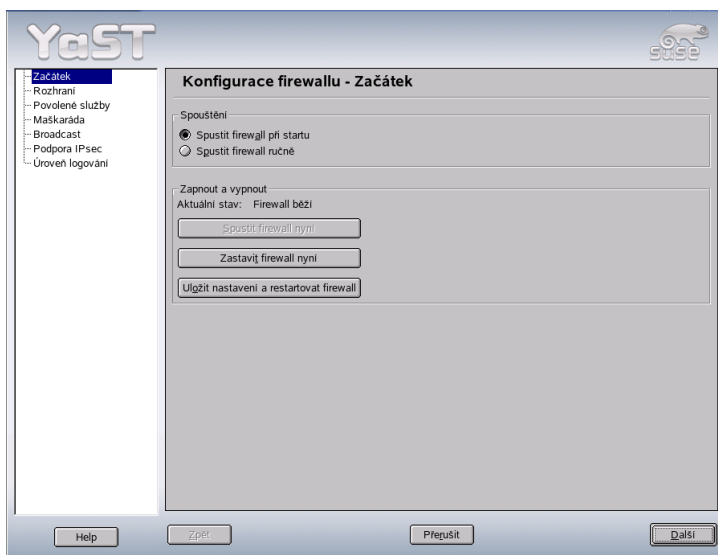 YaST
SUSE
Začátek
Rozhraní
Povolené služby
Maškaráda
Broadcast
Podpora IPsec
Úroveň logování
Konfigurace firewallu - Začátek
Spouštění
Spustit firewall při startu
Spustit firewall ručně
Zapnout a vypnout
Aktuální stav: Firewall běží
Spustit firewall nyní
Zastavit firewall nyní
Uložit nastavení a restartovat firewall
Help
Zpět
Přerušit
Další